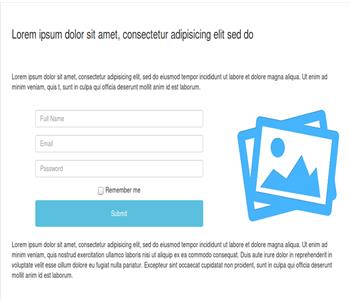 Lorem ipsum dolor sit amet, consectetur adipisicing elit sed do
Lorem ipsum dolor sit amet, consectetur adipisicing elit, sed do eiusmod tempor incididunt ut labore et dolore magna aliqua. Ut enim ad
minim veniam, quis t, sunt in culpa qui officia deserunt mollit anim id est laborum.
Full Name
Email
Password
Remember me
Submit
Lorem ipsum dolor sit amet, consectetur adipisicing elit, sed do eiusmod tempor incididunt ut labore et dolore magna aliqua. Ut enim ad
minim veniam, quis nostrud exercitation ullamco laboris nisi ut aliquip ex ea commodo consequat. Duis aute irure dolor in reprehenderit in
voluptate velit esse cillum dolore eu fugiat nulla pariatur. Excepteur sint occaecat cupidatat non proident, sunt in culpa qui officia deserunt
mollit anim id est laborum.